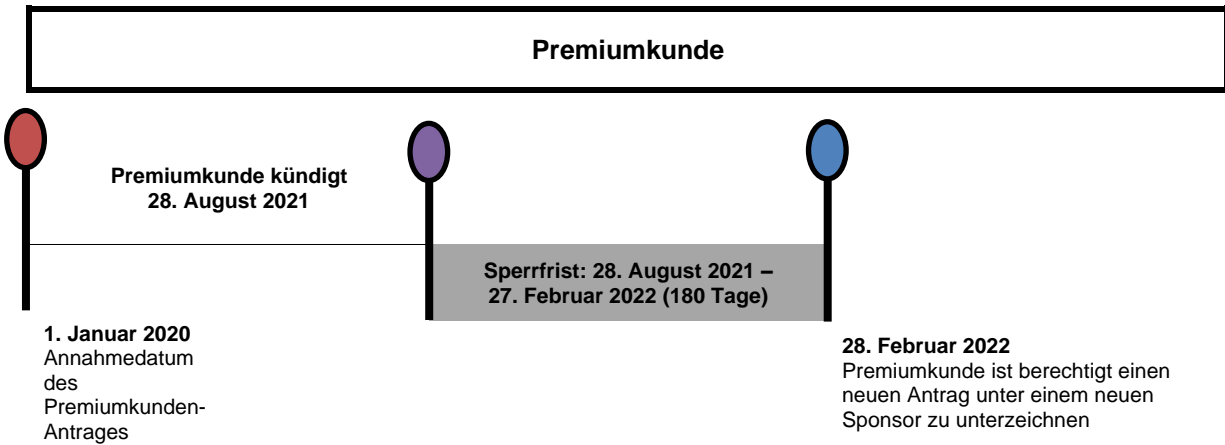 Premiumkunde
Premiumkunde kündigt
28. August 2021
Sperrfrist: 28. August 2021 –
27. Februar 2022 (180 Tage)
1. Januar 2020
Annahmedatum
des
Premiumkunden-
Antrages
28. Februar 2022
Premiumkunde ist berechtigt einen
neuen Antrag unter einem neuen
Sponsor zu unterzeichnen